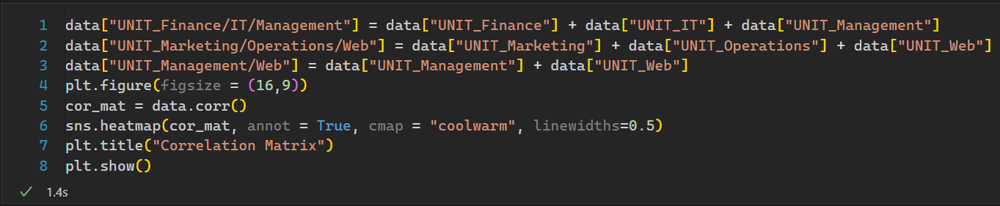 1 data["UNIT_Finance/IT/Management"] = data["UNIT_Finance"] + data["UNIT_IT"] + data["UNIT_Management"]
2 data["UNIT_Marketing/Operations/Web"] = data["UNIT_Marketing"] + data["UNIT_Operations"] + data["UNIT_Web"]
3 data["UNIT_Management/Web"] = data["UNIT_Management"] + data["UNIT_Web"]
4 plt.figure(figsize = (16,9))
5 cor_mat = data.corr()
6 sns.heatmap(cor_mat, annot = True, cmap = "coolwarm", linewidths=0.5)
7 plt.title("Correlation Matrix")
8 plt.show()
1.4s